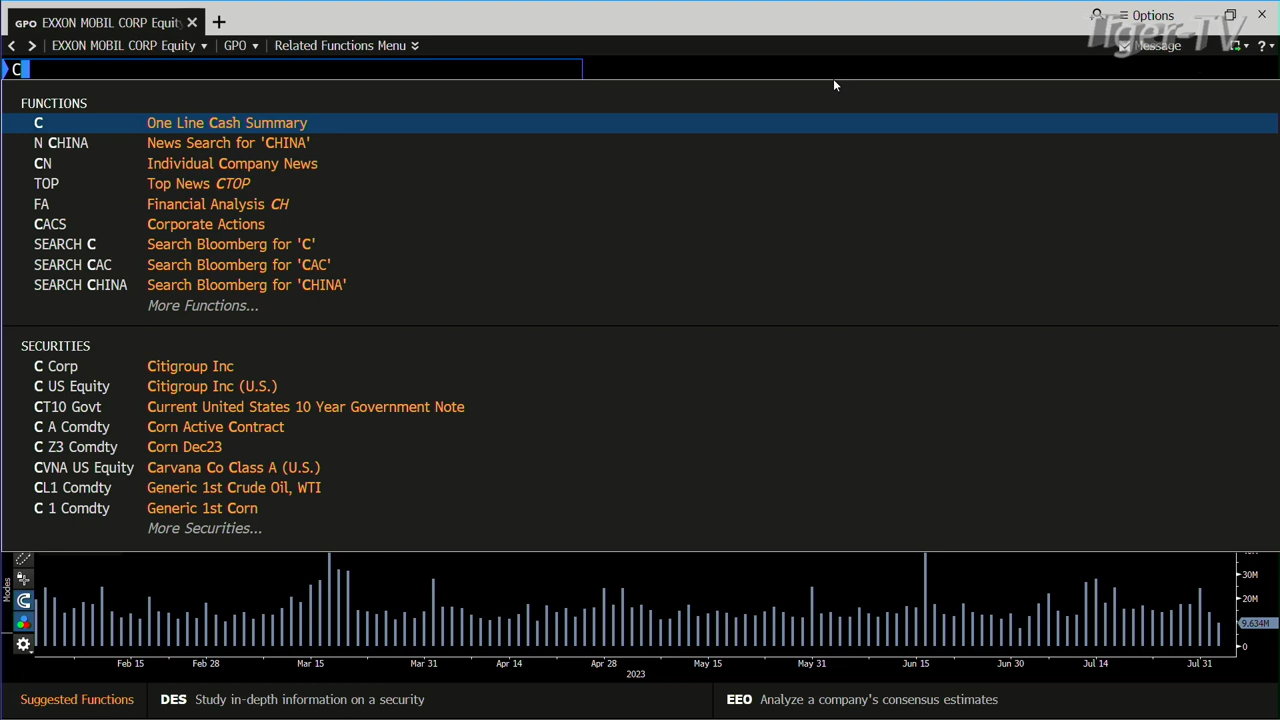 GPO EXXON MOBIL CORP Equity
Options
Tiger-TV
EXXON MOBIL CORP Equity GPO Related Functions Menu
Message
?
C
FUNCTIONS
C One Line Cash Summary
N CHINA News Search for 'CHINA'
CN Individual Company News
TOP Top News CTOP
FA Financial Analysis CH
CACS Corporate Actions
SEARCH C Search Bloomberg for 'C'
SEARCH CAC Search Bloomberg for 'CAC'
SEARCH CHINA Search Bloomberg for 'CHINA'
More Functions...
SECURITIES
C Corp Citigroup Inc
C US Equity Citigroup Inc (U.S.)
CT10 Govt Current United States 10 Year Government Note
C A Comdty Corn Active Contract
C Z3 Comdty Corn Dec23
CVNA US Equity Carvana Co Class A (U.S.)
CL1 Comdty Generic 1st Crude Oil, WTI
C 1 Comdty Generic 1st Corn
More Securities...
Modes
30M
20M
9.634M
0
Feb 15 Feb 28 Mar 15 Mar 31 Apr 14 Apr 28 May 15 May 31 Jun 15 Jun 30 Jul 14 Jul 31
2023
Suggested Functions DES Study in-depth information on a security EEO Analyze a company's consensus estimates